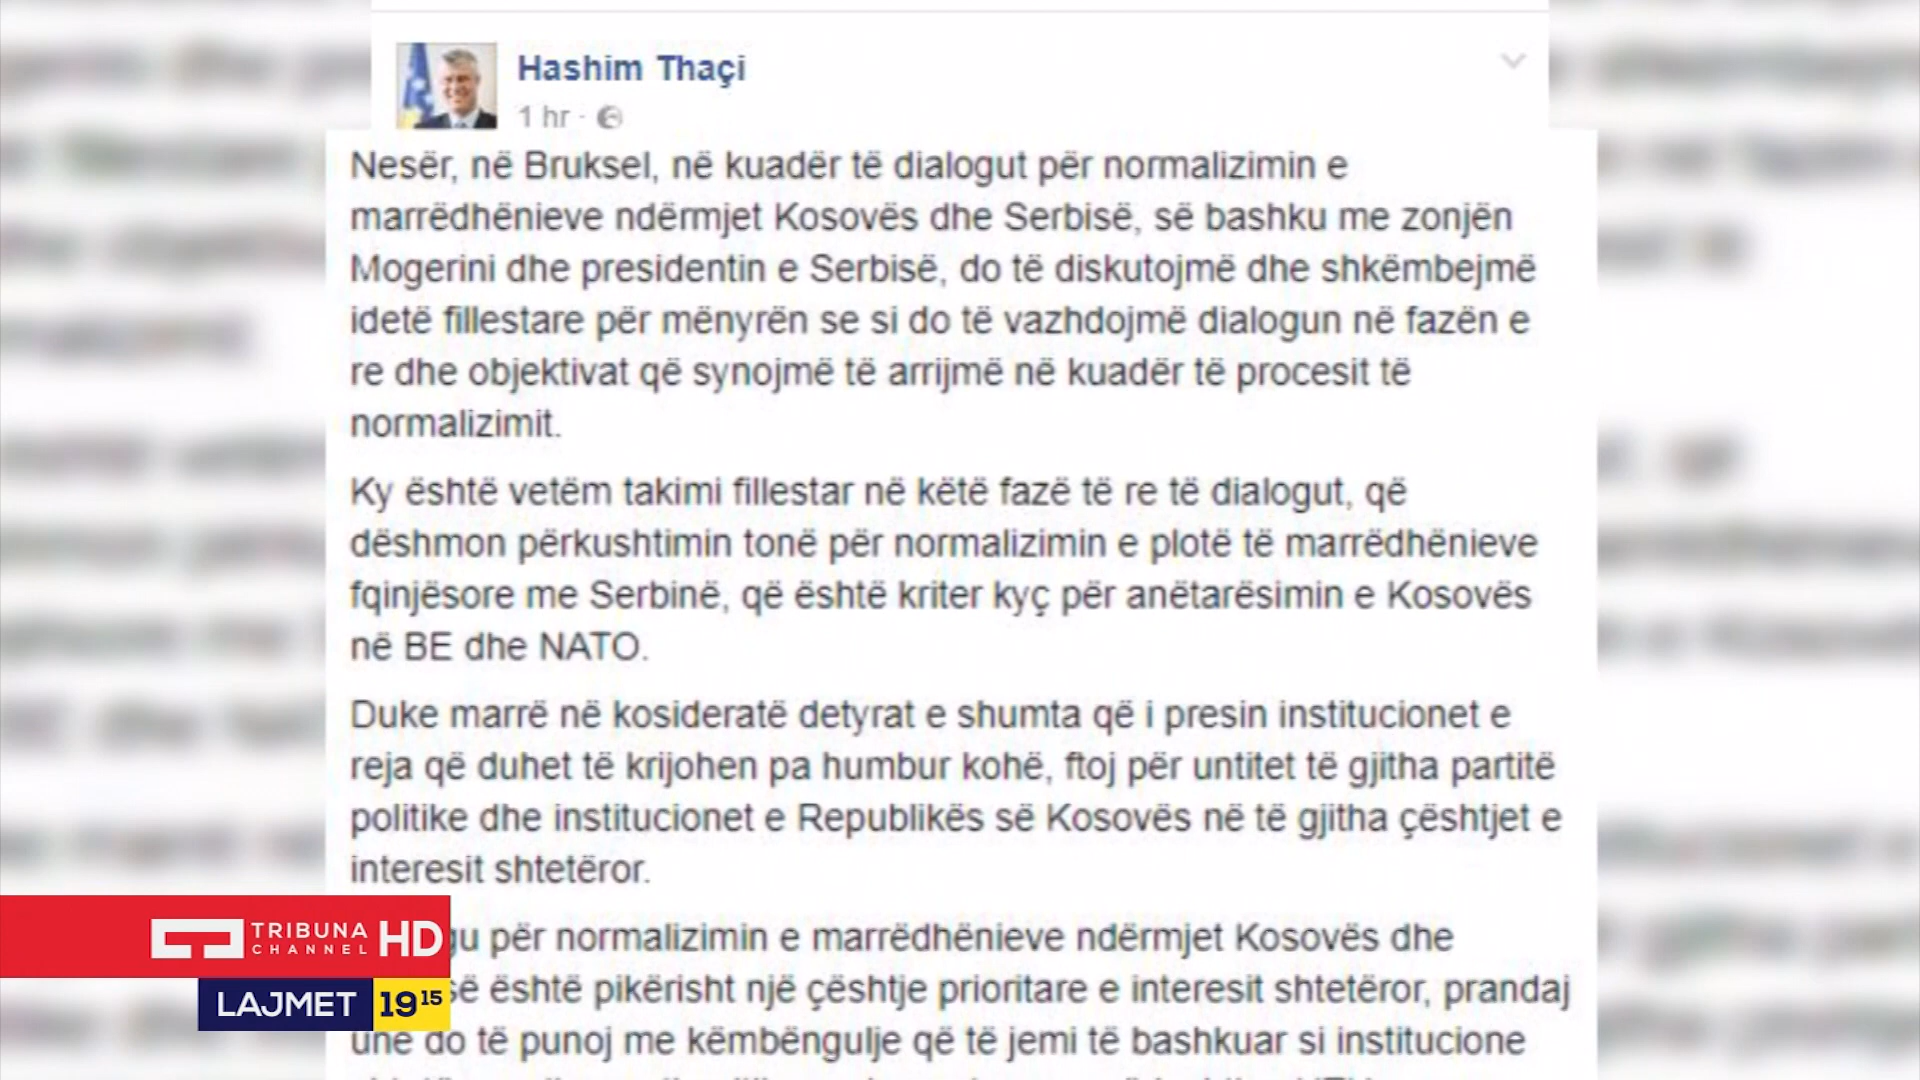 Hashim Thaçi
1 hr ·
Nesër, në Bruksel, në kuadër të dialogut për normalizimin e
marrëdhënieve ndërmjet Kosovës dhe Serbisë, së bashku me zonjën
Mogerini dhe presidentin e Serbisë, do të diskutojmë dhe shkëmbejmë
idetë fillestare për mënyrën se si do të vazhdojmë dialogun në fazën e
re dhe objektivat që synojmë të arrijmë në kuadër të procesit të
normalizimit.
Ky është vetëm takimi fillestar në këtë fazë të re të dialogut, që
dëshmon përkushtimin tonë për normalizimin e plotë të marrëdhënieve
fqinjësore me Serbinë, që është kriter kyç për anëtarësimin e Kosovës
në BE dhe NATO.
Duke marrë në kosideratë detyrat e shumta që i presin institucionet e
reja që duhet të krijohen pa humbur kohë, ftoj për untitet të gjitha partitë
politike dhe institucionet e Republikës së Kosovës në të gjitha çështjet e
interesit shtetëror.
gu për normalizimin e marrëdhënieve ndërmjet Kosovës dhe
së është pikërisht një çështje prioritare e interesit shtetëror, prandaj
unë do të punoj me këmbëngulje që të jemi të bashkuar si institucione
TRIBUNA
CHANNEL
HD
LAJMET 19 15